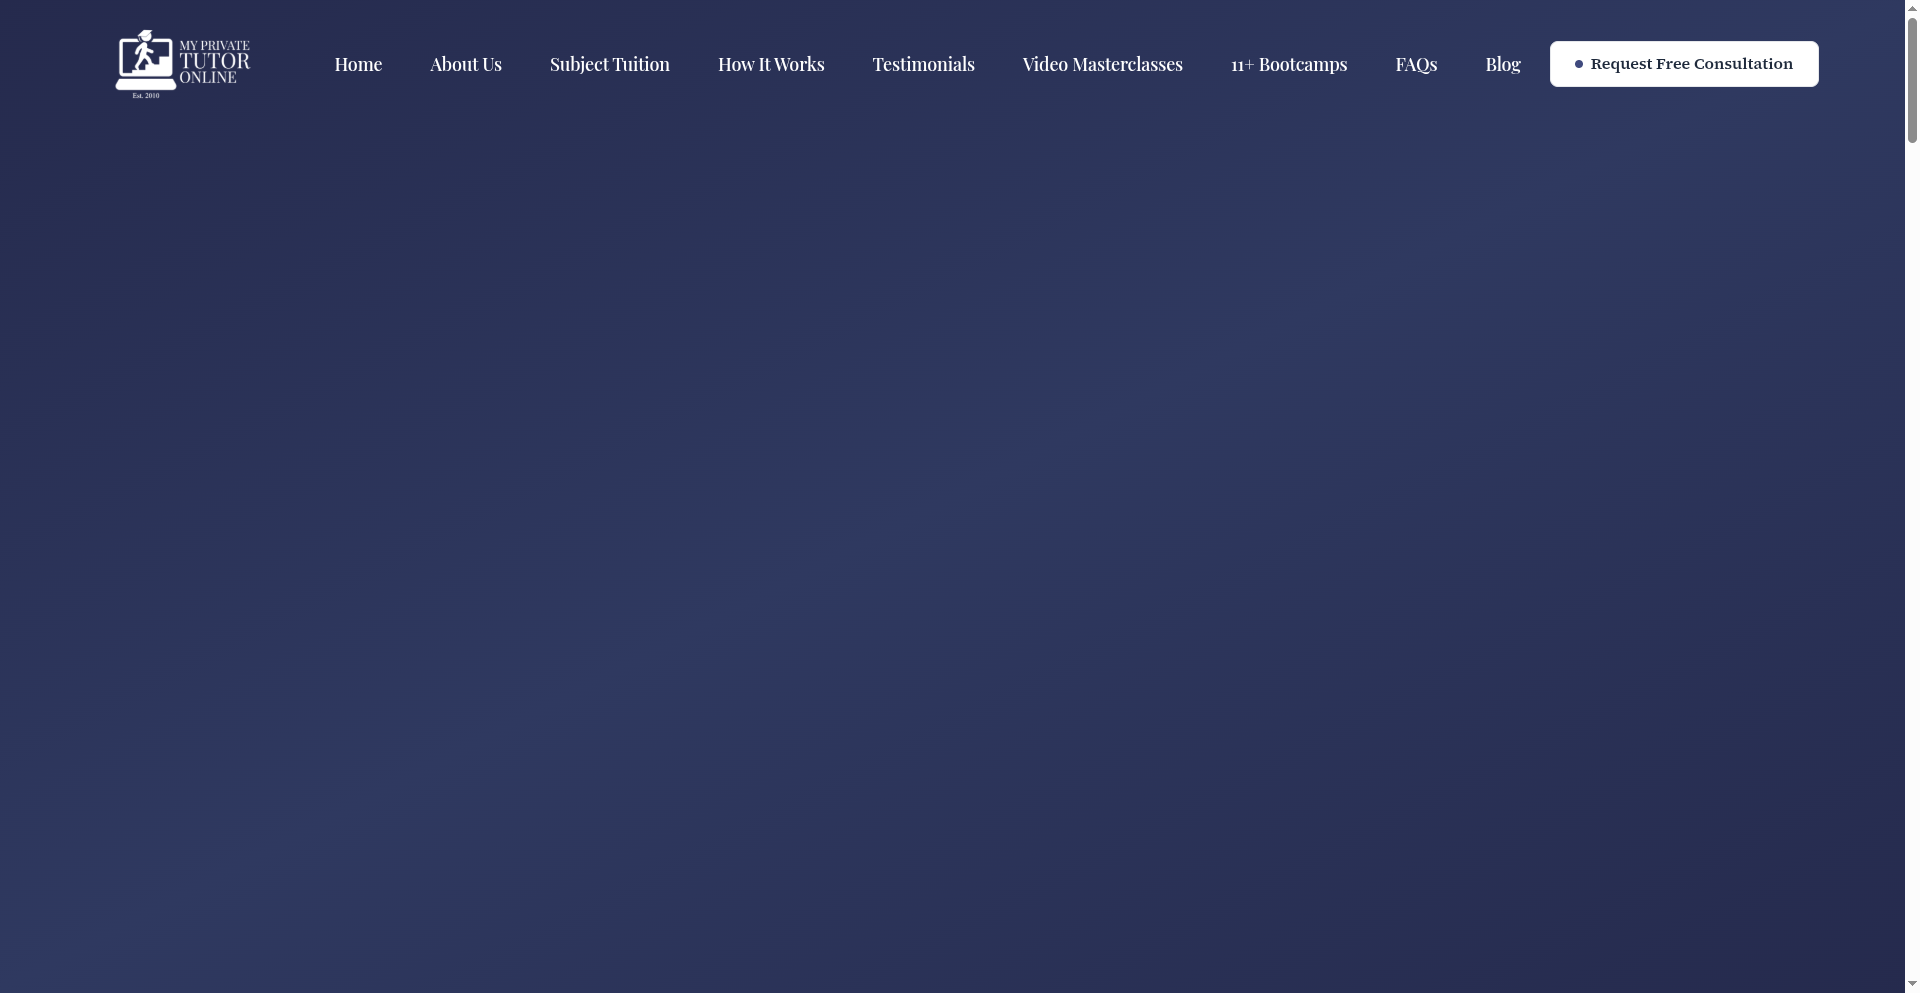 MY PRIVATE
TUTOR
ONLINE
Est. 2010
Home
About Us
Subject Tuition
How It Works
Testimonials
Video Masterclasses
11+ Bootcamps
FAQs
Blog
Request Free Consultation